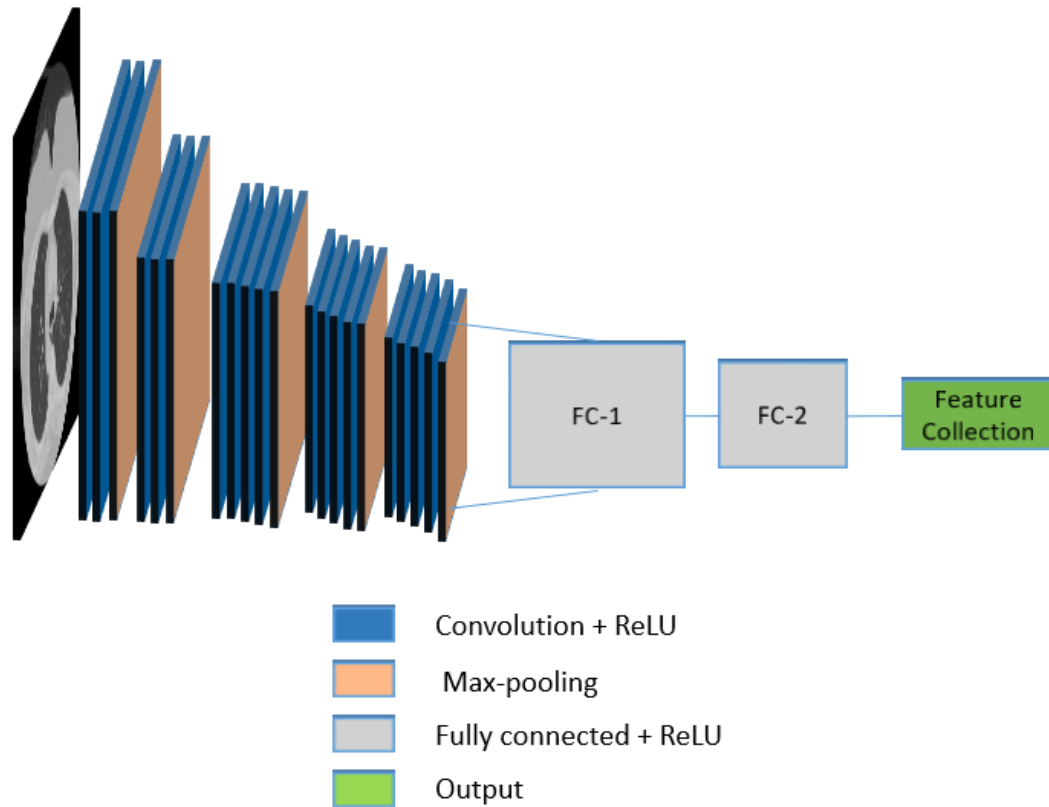 FC-1
FC-2
Feature
Collection
Convolution + ReLU
Max-pooling
Fully connected + ReLU
Output